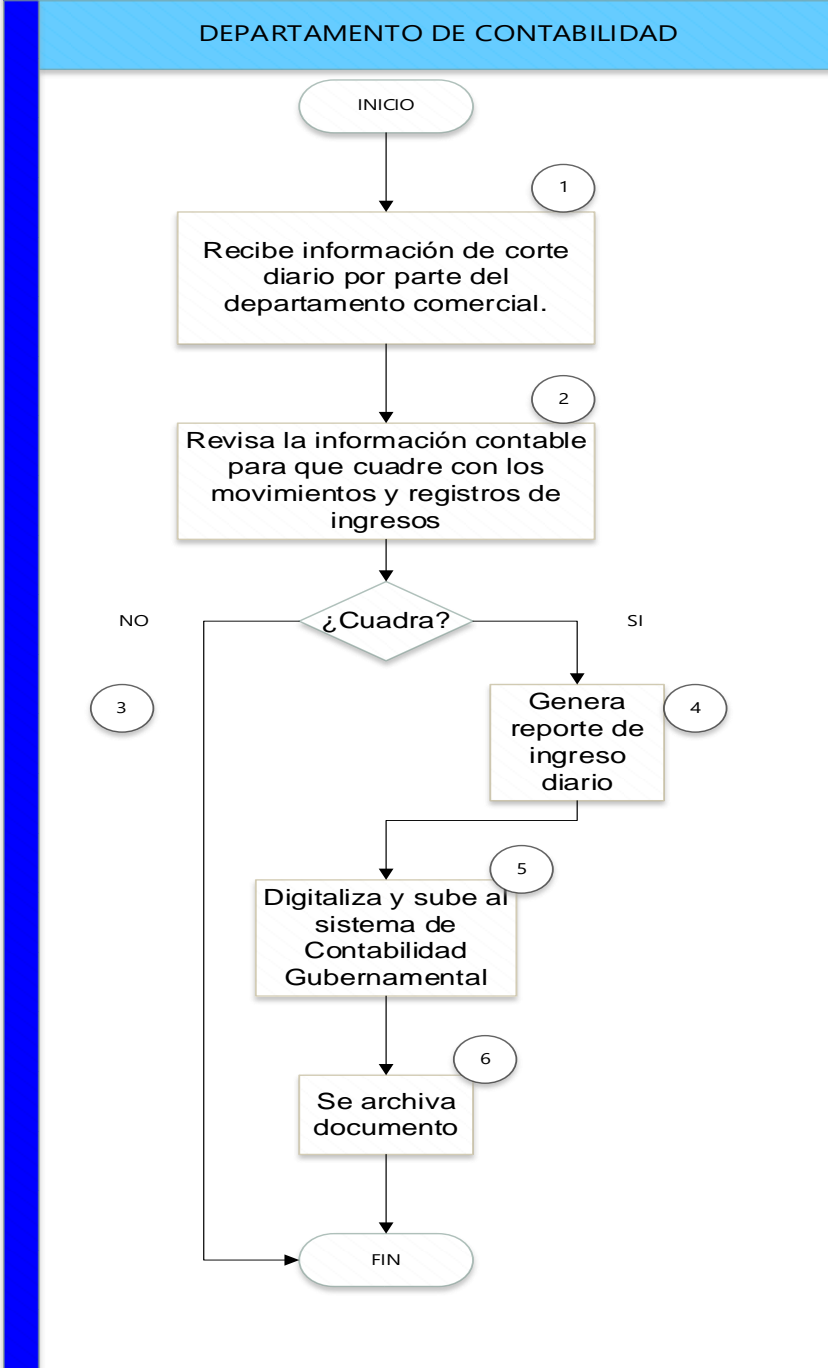 DEPARTAMENTO DE CONTABILIDAD
INICIO
1
Recibe información de corte
diario por parte del
departamento comercial.
2
Revisa la información contable
para que cuadre con los
movimientos y registros de
ingresos
¿Cuadra?
NO
SI
3
4
Genera
reporte de
ingreso
diario
5
Digitaliza y sube al
sistema de
Contabilidad
Gubernamental
6
Se archiva
documento
FIN